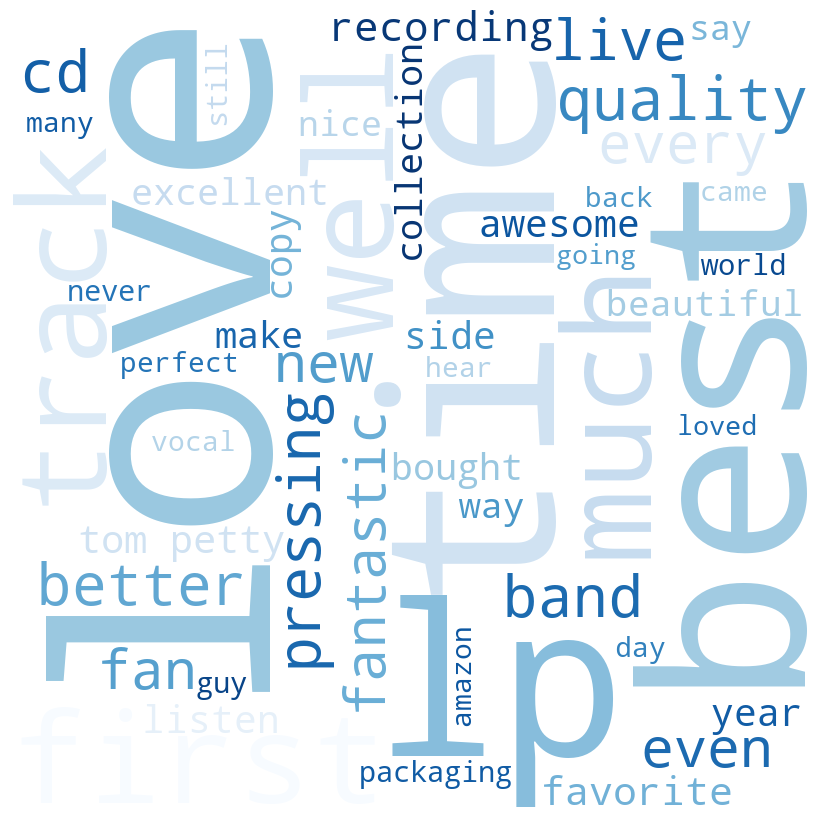 recording
live
say
cd
love
still
well
time
collection
quality
many
nice
every
track
excellent
back
came
best
copy
awesome
going
world
never
much
beautiful
make
side
perfect
new
hear
pressing
fantastic
loved
vocal
bought
way
tom petty
better
lp
band
fan
guy
amazon
day
first
listen
year
even
packaging
favorite